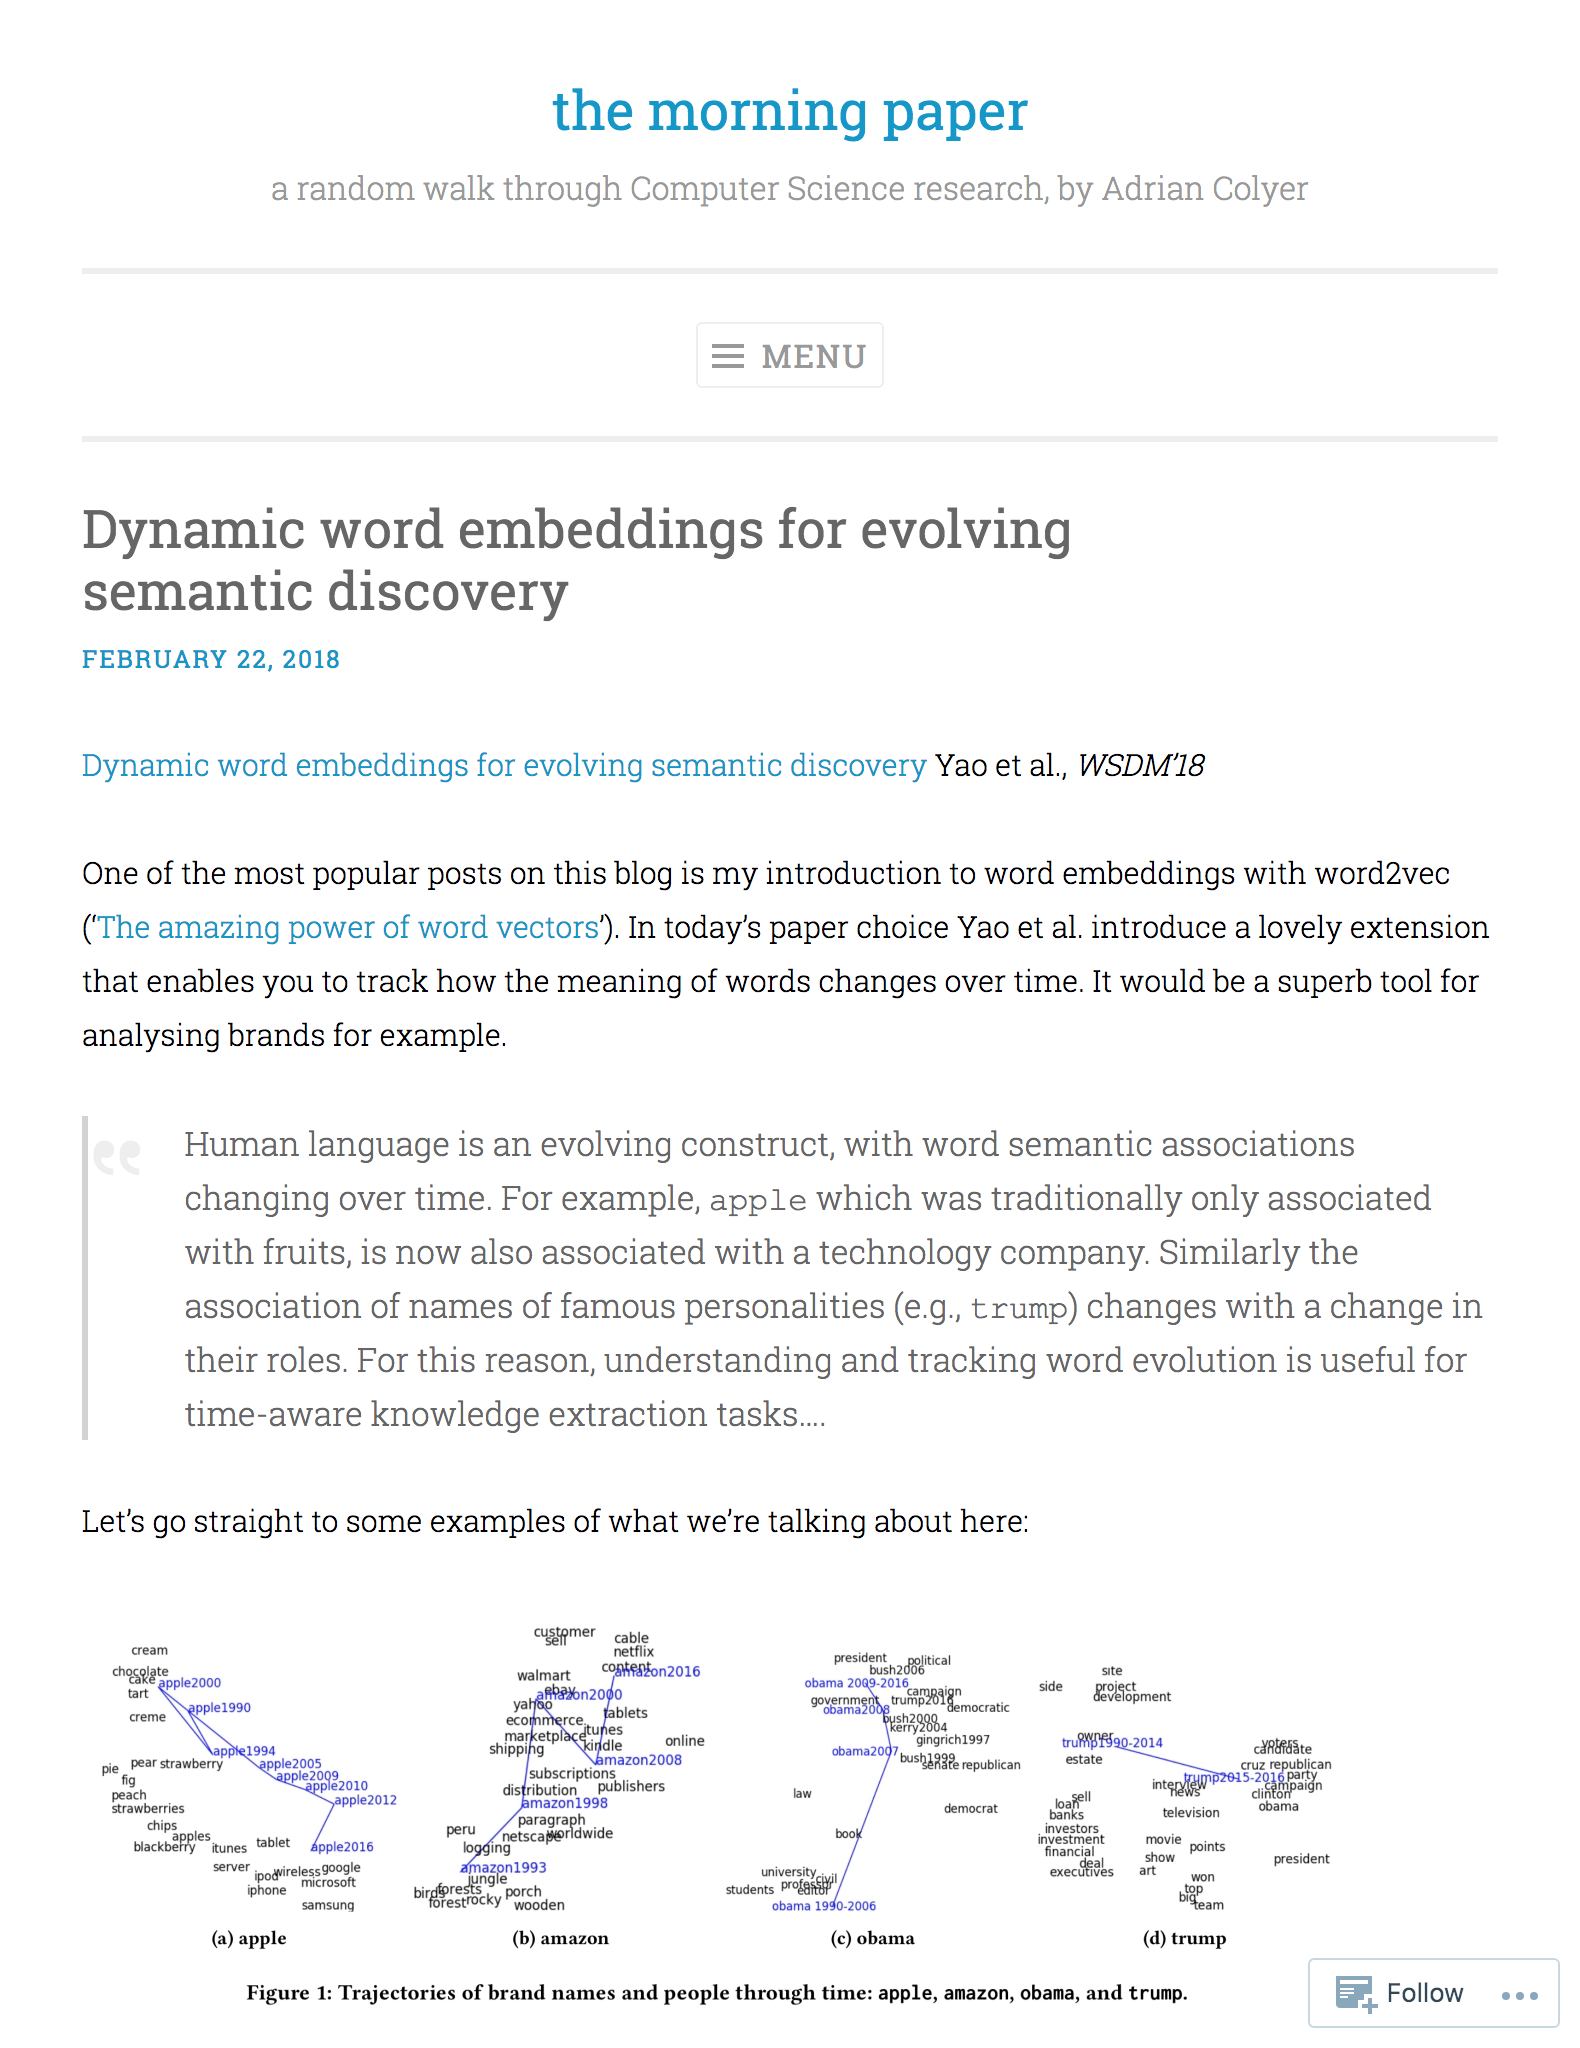 the morning paper
a random walk through Computer Science research, by Adrian Colyer
MENU
Dynamic word embeddings for evolving
semantic discovery
FEBRUARY 22, 2018
Dynamic word embeddings for evolving semantic discovery Yao et al., WSDM'18
One of the most popular posts on this blog is my introduction to word embeddings with word2vec
(‘The amazing power of word vectors’). In today’s paper choice Yao et al. introduce a lovely extension
that enables you to track how the meaning of words changes over time. It would be a superb tool for
analysing brands for example.
Human language is an evolving construct, with word semantic associations
changing over time. For example, apple which was traditionally only associated
with fruits, is now also associated with a technology company. Similarly the
association of names of famous personalities (e.g., trump) changes with a change in
their roles. For this reason, understanding and tracking word evolution is useful for
time-aware knowledge extraction tasks….
Let’s go straight to some examples of what we’re talking about here:
cream
chocolate
cake apple2000
tart
apple1990
creme
apple1994
pie pear strawberry apple2005
fig apple2009
peach apple2010
strawberries apple2012
chips
apples
blackberry itunes tablet apple2016
server ipod wireless google
iphone microsoft
samsung
(a) apple
customer
sell cable
netflix
content
walmart amazon2016
ebay
amazon2000
yahoo
ecommerce tablets
marketplace itunes
shipping kindle online
amazon2008
subscriptions
distribution publishers
amazon1998
paragraph
peru netscape worldwide
logging
amazon1993
jungle
birds forests porch
forest rocky wooden
(b) amazon
president political
bush2006
obama 2009-2016
campaign
government trump2016
obama2008 democratic
bush2000
kerry2004
gingrich1997
obama2007
bush1999
senate republican
law
democrat
book
university
civil
professor
students editor
obama 1990-2006
(c) obama
site
side project
development
owner
trump1990-2014 voters
candidate
estate cruz republican
trump2015-2016 party
interview campaign
news clinton
sell obama
loan
banks television
investors
investment movie points
financial show president
deal
executives art
won
top
big
team
(d) trump
Figure 1: Trajectories of brand names and people through time: apple, amazon, obama, and trump.
Follow